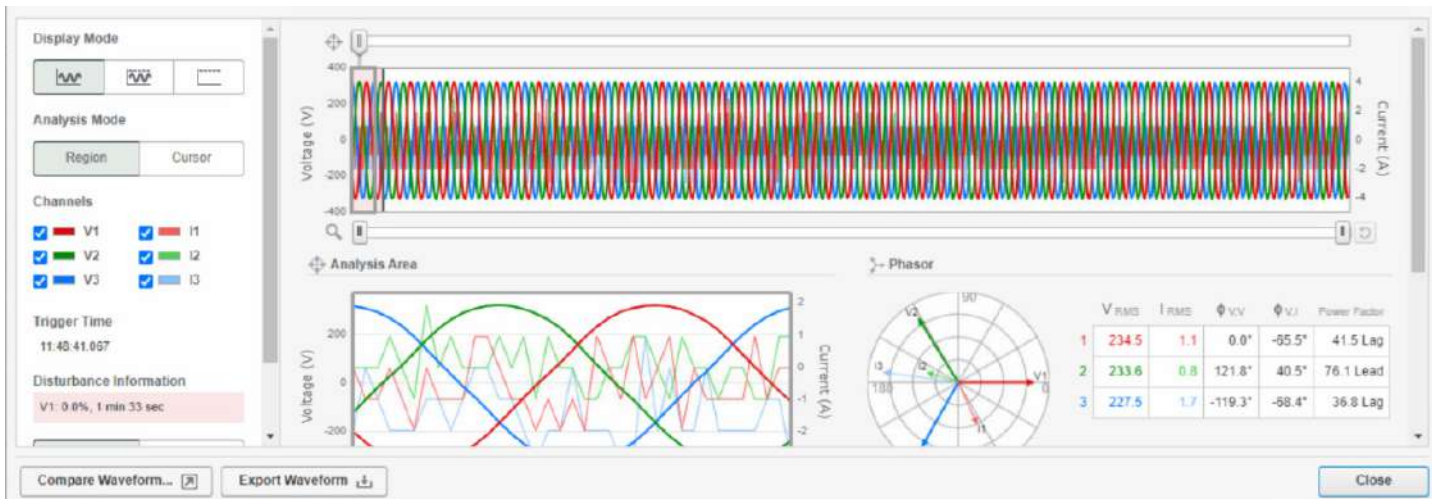 Display Mode
Analysis Mode
Region Cursor
Channels
V1 I1
V2 I2
V3 I3
Trigger Time
11:48:41.067
Disturbance Information
V1: 0.0%, 1 min 33 sec
400
200
0
-200
-400
Voltage (V)
4
2
0
-2
-4
Current (A)
Analysis Area
200
0
-200
Voltage (V)
2
1
0
-1
-2
Current (A)
Phasor
90
V2
I3
I2
V1
180
0
I1
V RMS I RMS ϕ V,V ϕ V,I Power Factor
1 234.5 1.1 0.0° -65.5° 41.5 Lag
2 233.6 0.8 121.8° 40.5° 76.1 Lead
3 227.5 1.7 -119.3° -68.4° 36.8 Lag
Compare Waveform... Export Waveform Close